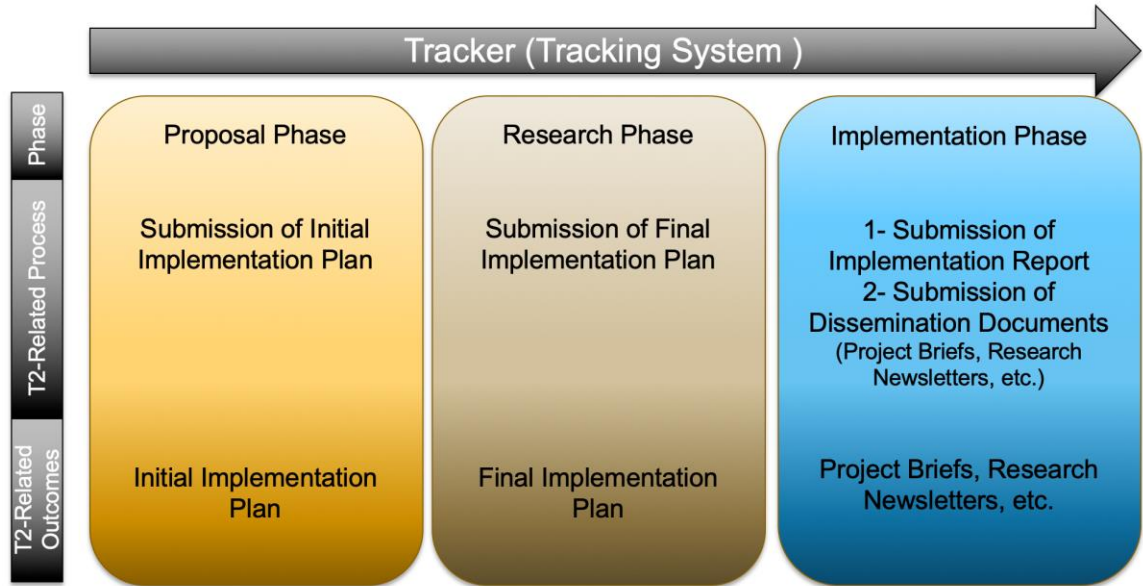 Tracker (Tracking System )
Phase
Proposal Phase
Research Phase
Implementation Phase
T2-Related Process
Submission of Initial
Implementation Plan
Submission of Final
Implementation Plan
1- Submission of
Implementation Report
2- Submission of
Dissemination Documents
(Project Briefs, Research
Newsletters, etc.)
T2-Related
Outcomes
Initial Implementation
Plan
Final Implementation
Plan
Project Briefs, Research
Newsletters, etc.